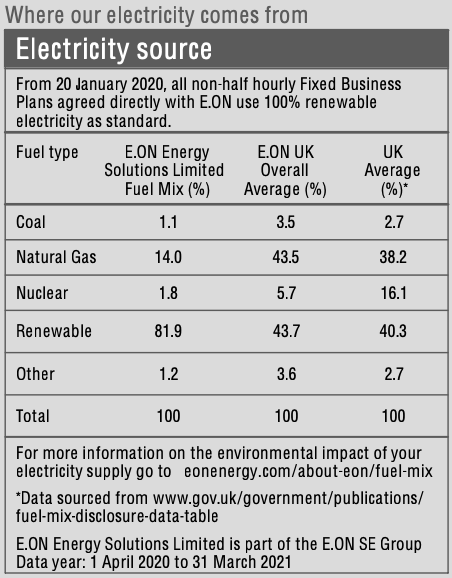 Where our electricity comes from
Electricity source
From 20 January 2020, all non-half hourly Fixed Business
Plans agreed directly with E.ON use 100% renewable
electricity as standard.
Fuel type E.ON Energy Solutions Limited Fuel Mix (%) E.ON UK Overall Average (%) UK Average (%)*
Coal 1.1 3.5 2.7
Natural Gas 14.0 43.5 38.2
Nuclear 1.8 5.7 16.1
Renewable 81.9 43.7 40.3
Other 1.2 3.6 2.7
Total 100 100 100
For more information on the environmental impact of your
electricity supply go to eonenergy.com/about-eon/fuel-mix
*Data sourced from www.gov.uk/government/publications/
fuel-mix-disclosure-data-table
E.ON Energy Solutions Limited is part of the E.ON SE Group
Data year: 1 April 2020 to 31 March 2021